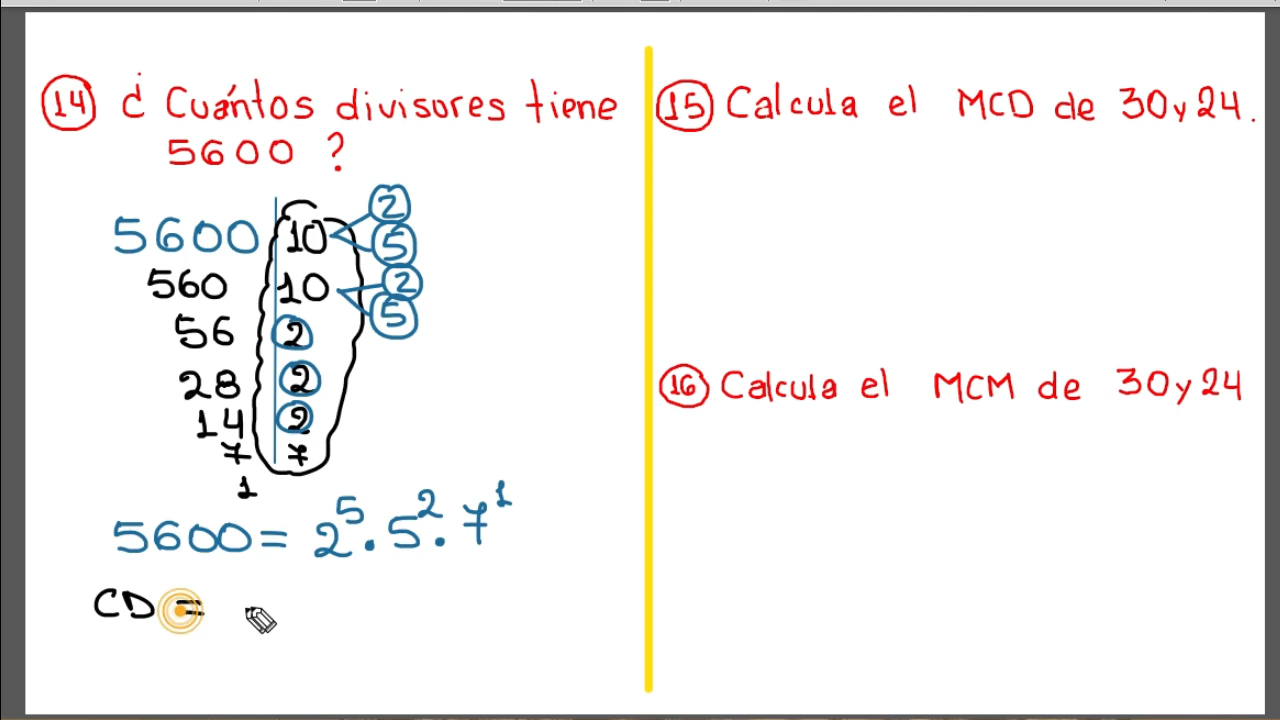 14 ¿ Cuántos divisores tiene
5600 ?
5600 10 2 5
560 10 2 5
56 2
28 2
14 2
7 7
1
5600 = 2⁵ . 5² . 7¹
CD =
15 Calcula el MCD de 30 y 24.
16 Calcula el MCM de 30 y 24